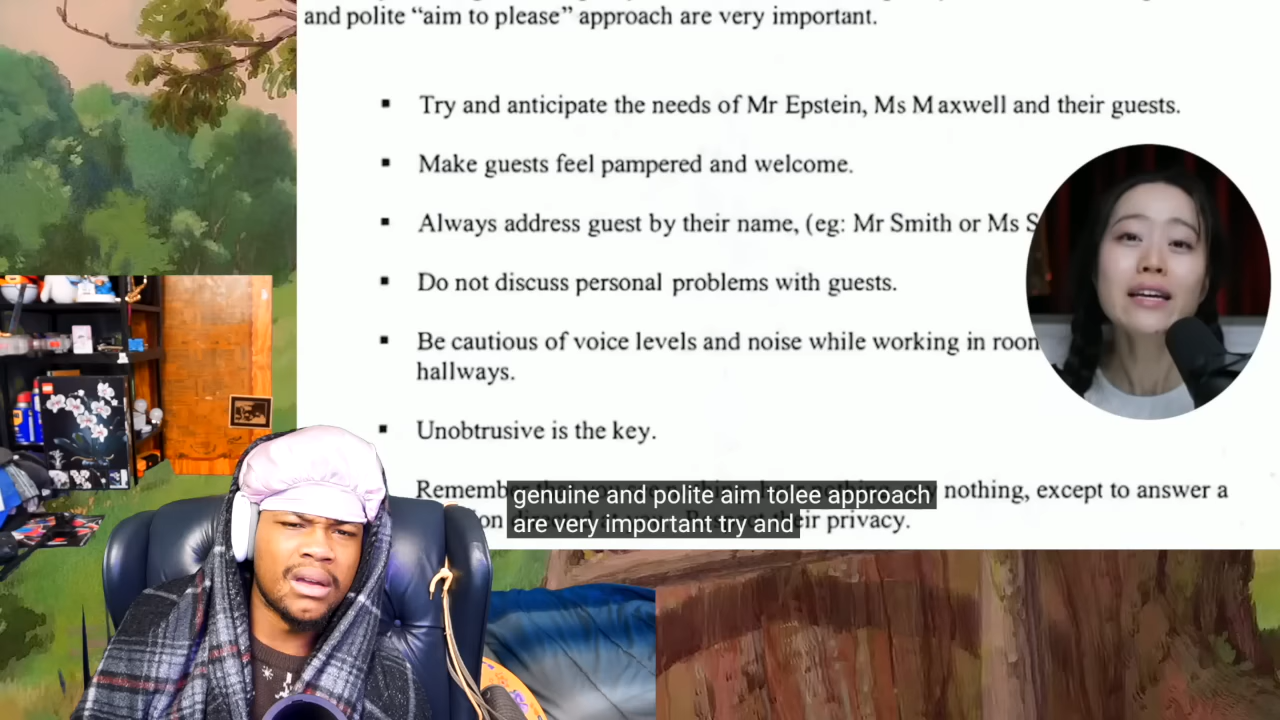 and polite “aim to please” approach are very important.
▪ Try and anticipate the needs of Mr Epstein, Ms Maxwell and their guests.
▪ Make guests feel pampered and welcome.
▪ Always address guest by their name, (eg: Mr Smith or Ms S
▪ Do not discuss personal problems with guests.
▪ Be cautious of voice levels and noise while working in room
hallways.
▪ Unobtrusive is the key.
Rememb nothing, except to answer a
on eir privacy.
genuine and polite aim tolee approach
are very important try and